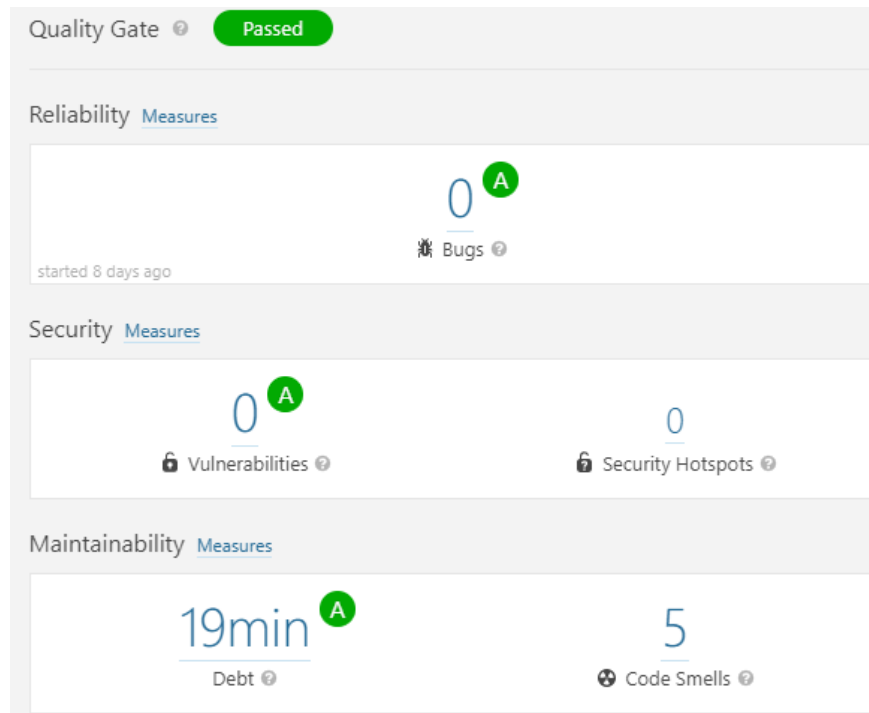 Quality Gate Passed
Reliability Measures
0 A
Bugs
started 8 days ago
Security Measures
0 A
0
Vulnerabilities
Security Hotspots
Maintainability Measures
19min A
5
Debt
Code Smells